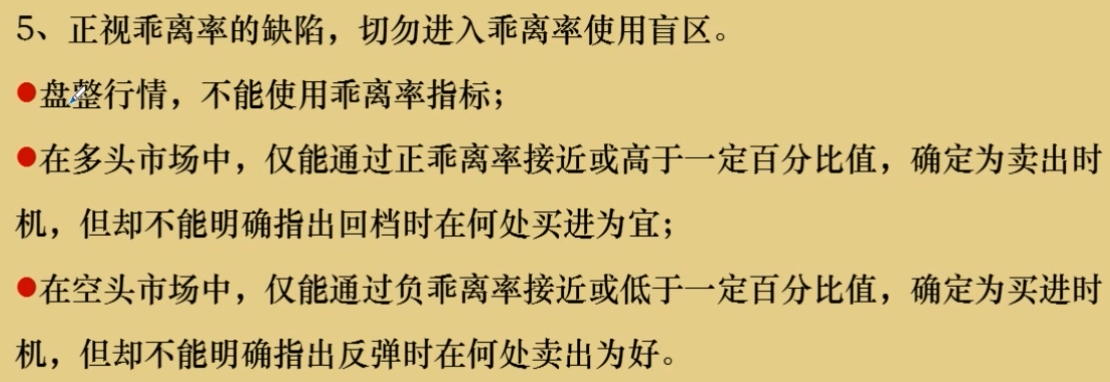 5、正视乖离率的缺陷，切勿进入乖离率使用盲区。
●盘整行情，不能使用乖离率指标；
●在多头市场中，仅能通过正乖离率接近或高于一定百分比值，确定为卖出时
机，但却不能明确指出回档时在何处买进为宜；
●在空头市场中，仅能通过负乖离率接近或低于一定百分比值，确定为买进时
机，但却不能明确指出反弹时在何处卖出为好。